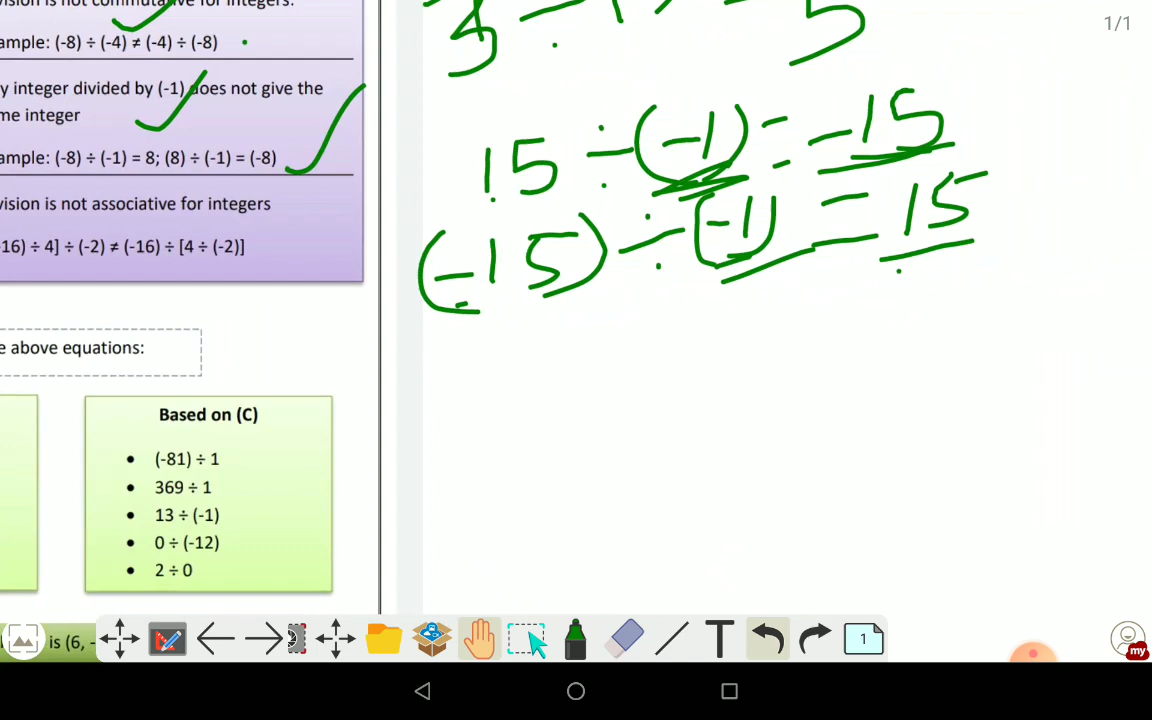 vision is not commutative for integers.
ample: (-8) ÷ (-4) ≠ (-4) ÷ (-8)
y integer divided by (-1) does not give the
me integer
ample: (-8) ÷ (-1) = 8; (8) ÷ (-1) = (-8)
vision is not associative for integers
16) ÷ 4] ÷ (-2) ≠ (-16) ÷ [4 ÷ (-2)]
e above equations:
Based on (C)
• (-81) ÷ 1
• 369 ÷ 1
• 13 ÷ (-1)
• 0 ÷ (-12)
• 2 ÷ 0
is (6, -
1/1
15 ÷ (-1) = -15
(-15) ÷ (-1) = 15
T
1
my